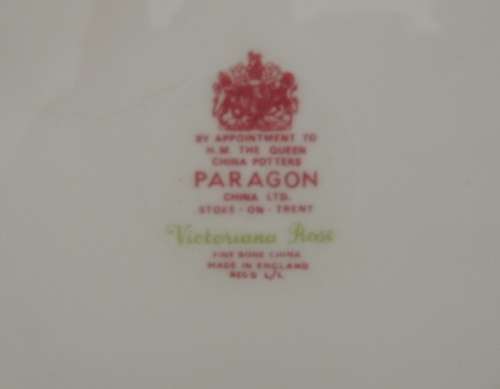 BY APPOINTMENT TO
H.M. THE QUEEN
CHINA POTTERS
PARAGON
CHINA LTD.
STOKE-ON-TRENT
Victoriana Rose
FINE BONE CHINA
MADE IN ENGLAND
REG'D